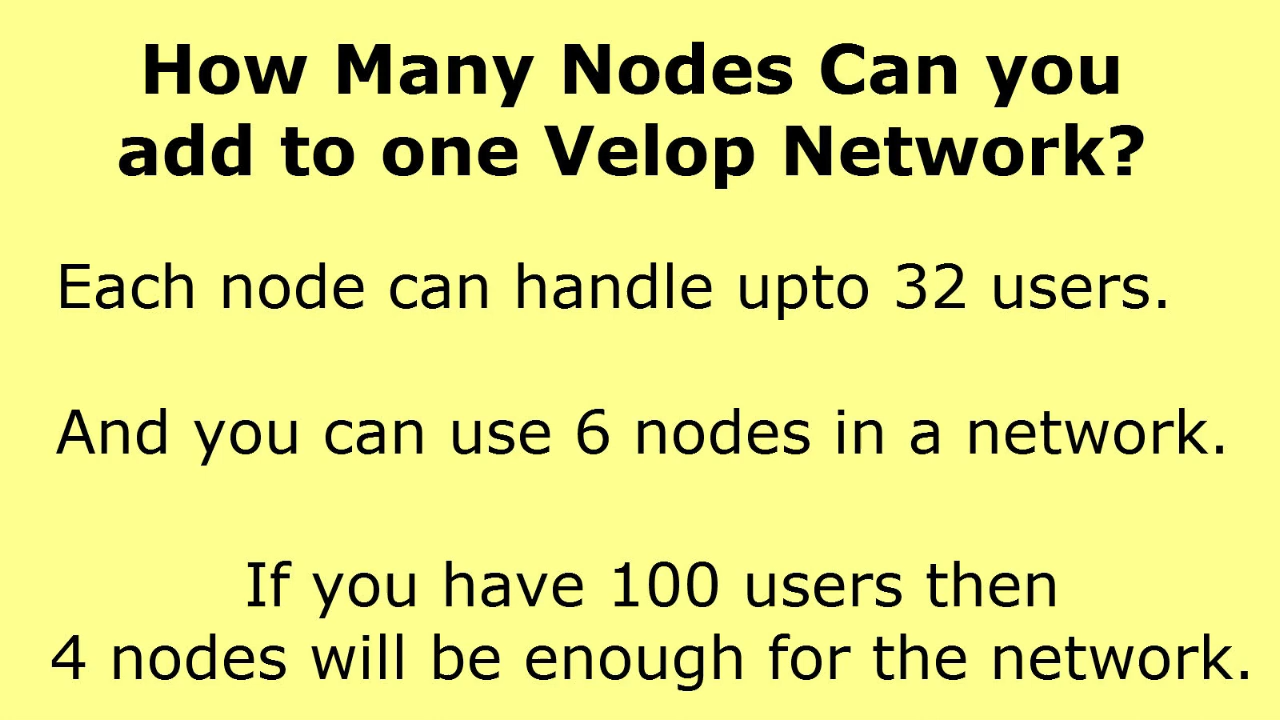 How Many Nodes Can you
add to one Velop Network?
Each node can handle upto 32 users.
And you can use 6 nodes in a network.
If you have 100 users then
4 nodes will be enough for the network.